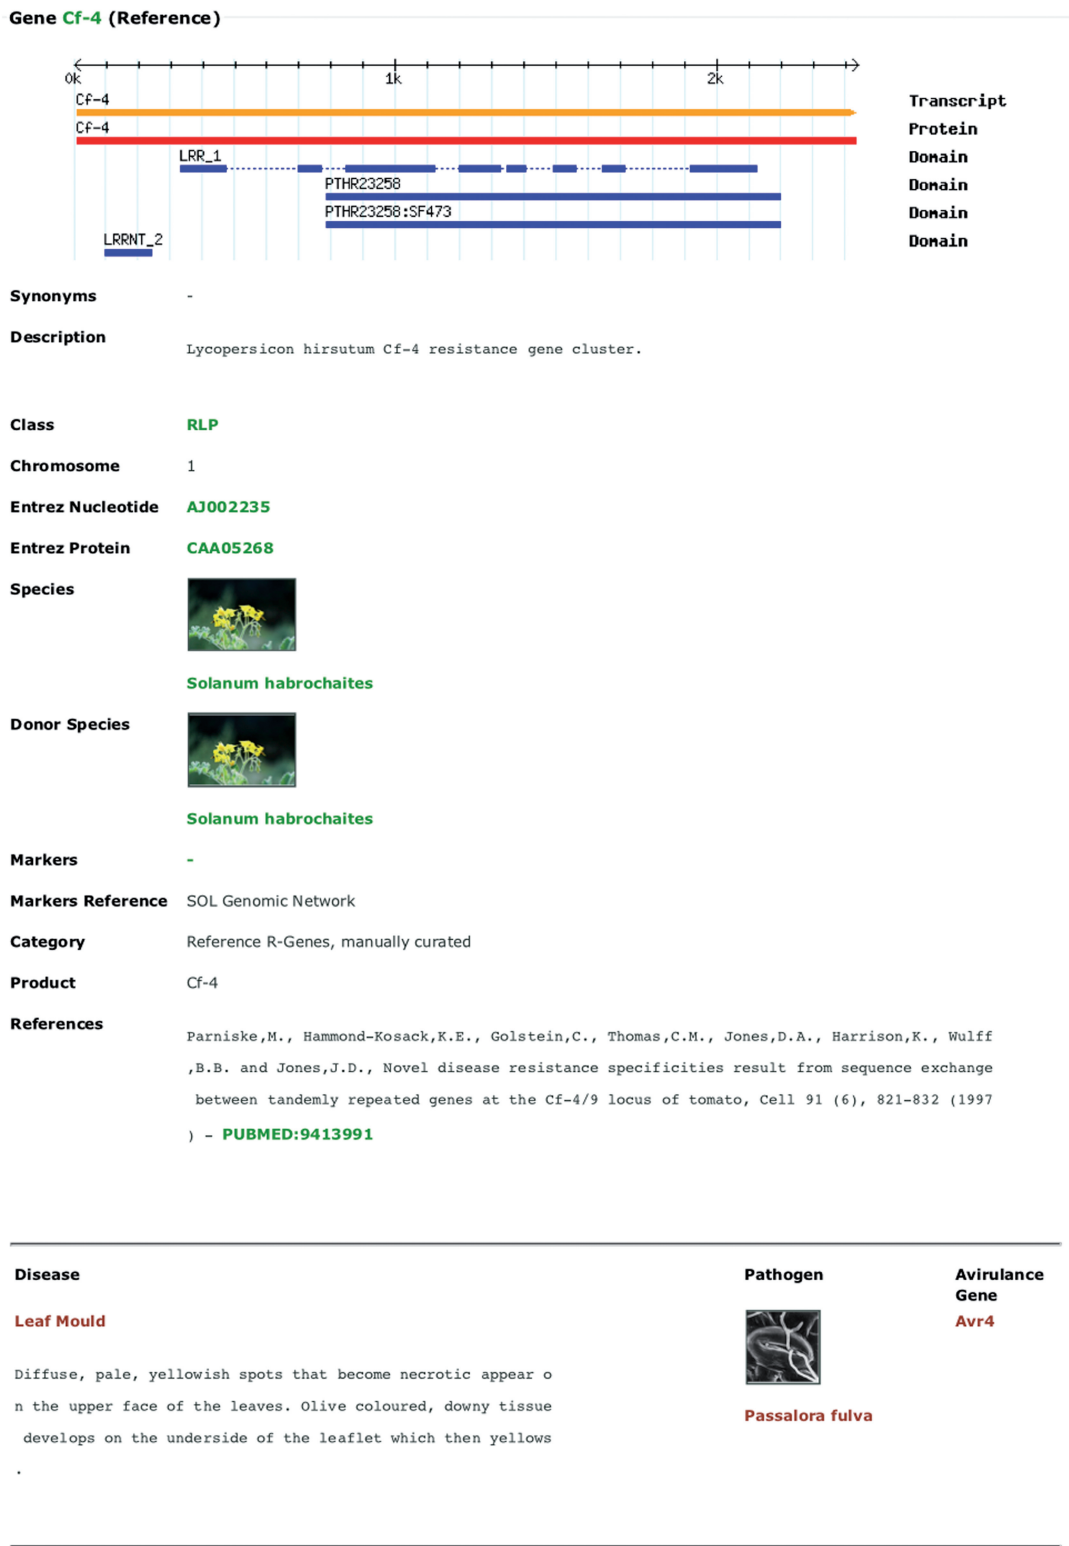 Gene Cf-4 (Reference)
0k 1k 2k
Cf-4 Transcript
Cf-4 Protein
LRR_1 Domain
PTHR23258 Domain
PTHR23258:SF473 Domain
LRRNT_2 Domain
Synonyms -
Description
Lycopersicon hirsutum Cf-4 resistance gene cluster.
Class RLP
Chromosome 1
Entrez Nucleotide AJ002235
Entrez Protein CAA05268
Species
Solanum habrochaites
Donor Species
Solanum habrochaites
Markers -
Markers Reference SOL Genomic Network
Category Reference R-Genes, manually curated
Product Cf-4
References
Parniske,M., Hammond-Kosack,K.E., Golstein,C., Thomas,C.M., Jones,D.A., Harrison,K., Wulff
,B.B. and Jones,J.D., Novel disease resistance specificities result from sequence exchange
between tandemly repeated genes at the Cf-4/9 locus of tomato, Cell 91 (6), 821-832 (1997
) - PUBMED:9413991
Disease Pathogen Avirulance
Gene
Leaf Mould Avr4
Diffuse, pale, yellowish spots that become necrotic appear o
n the upper face of the leaves. Olive coloured, downy tissue
develops on the underside of the leaflet which then yellows
.
Passalora fulva